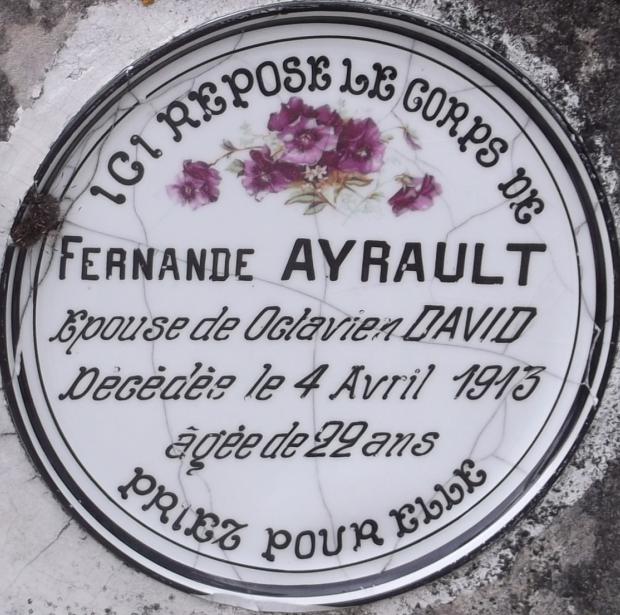 ICI REPOSE LE CORPS DE
FERNANDE AYRAULT
Epouse de Octavien DAVID
Décédée le 4 Avril 1913
âgée de 22 ans
PRIEZ POUR ELLE